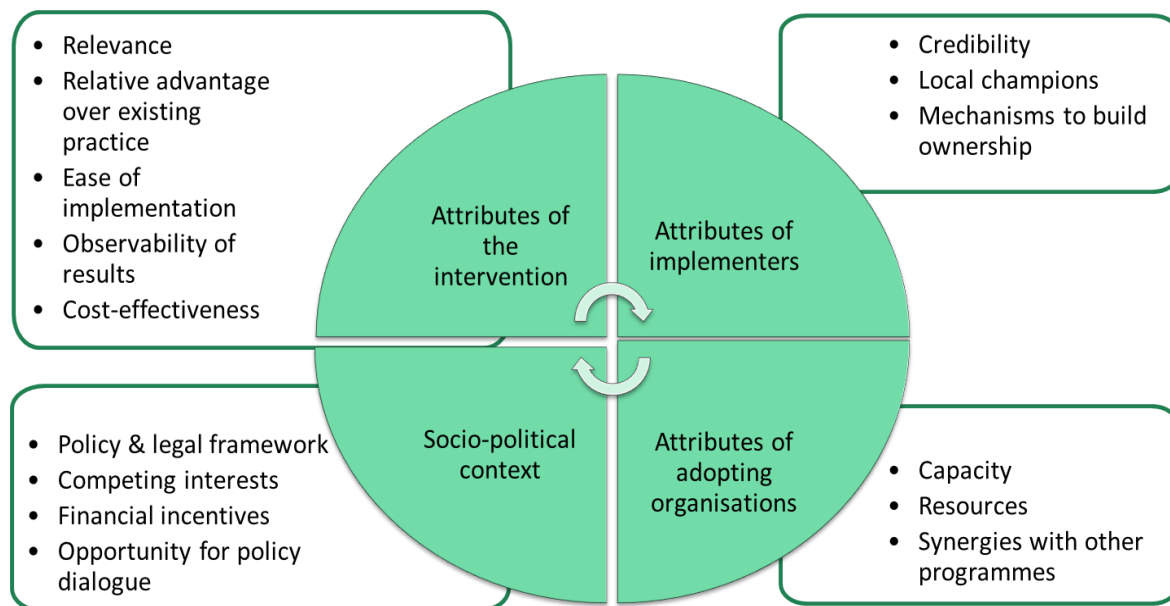 • Relevance
• Relative advantage
over existing
practice
• Ease of
implementation
• Observability of
results
• Cost-effectiveness
• Credibility
• Local champions
• Mechanisms to build
ownership
Attributes of
the
intervention
Attributes of
implementers
Socio-political
context
Attributes of
adopting
organisations
• Policy & legal framework
• Competing interests
• Financial incentives
• Opportunity for policy
dialogue
• Capacity
• Resources
• Synergies with other
programmes